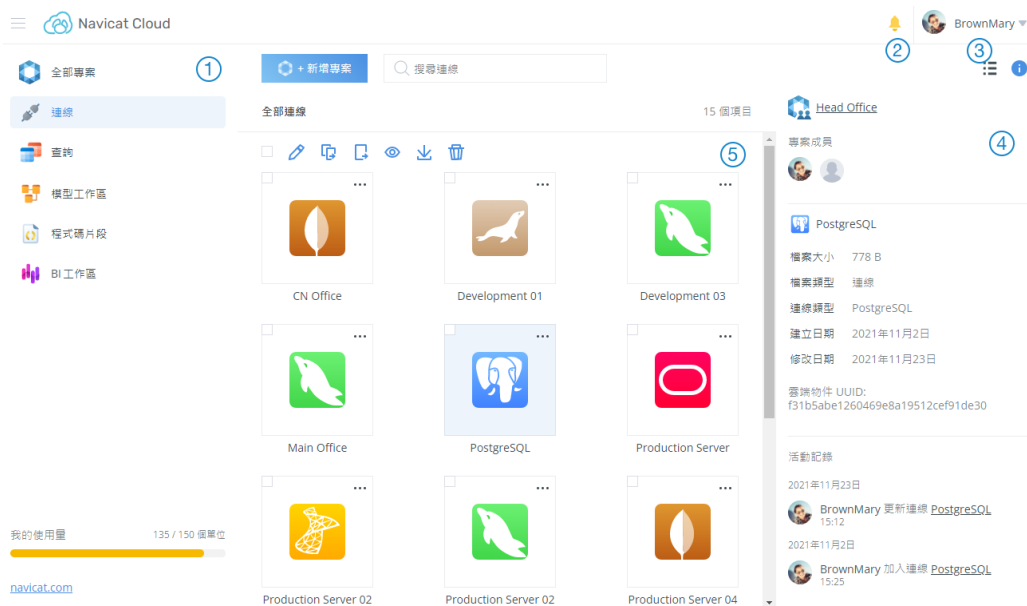 Navicat Cloud
②
BrownMary
③
全部專案
①
連線
查詢
模型工作區
程式碼片段
BI 工作區
我的使用量
135 / 150 個單位
navicat.com
+ 新增專案
搜尋連線
全部連線
15 個項目
⑤
CN Office
Development 01
Development 03
Main Office
PostgreSQL
Production Server
Production Server 02
Production Server 02
Production Server 04
Head Office
④
專案成員
PostgreSQL
檔案大小 778 B
檔案類型 連線
連線類型 PostgreSQL
建立日期 2021年11月2日
修改日期 2021年11月23日
雲端物件 UUID:
f31b5abe1260469e8a19512cef91de30
活動記錄
2021年11月23日
BrownMary 更新連線 PostgreSQL
15:12
2021年11月2日
BrownMary 加入連線 PostgreSQL
15:25